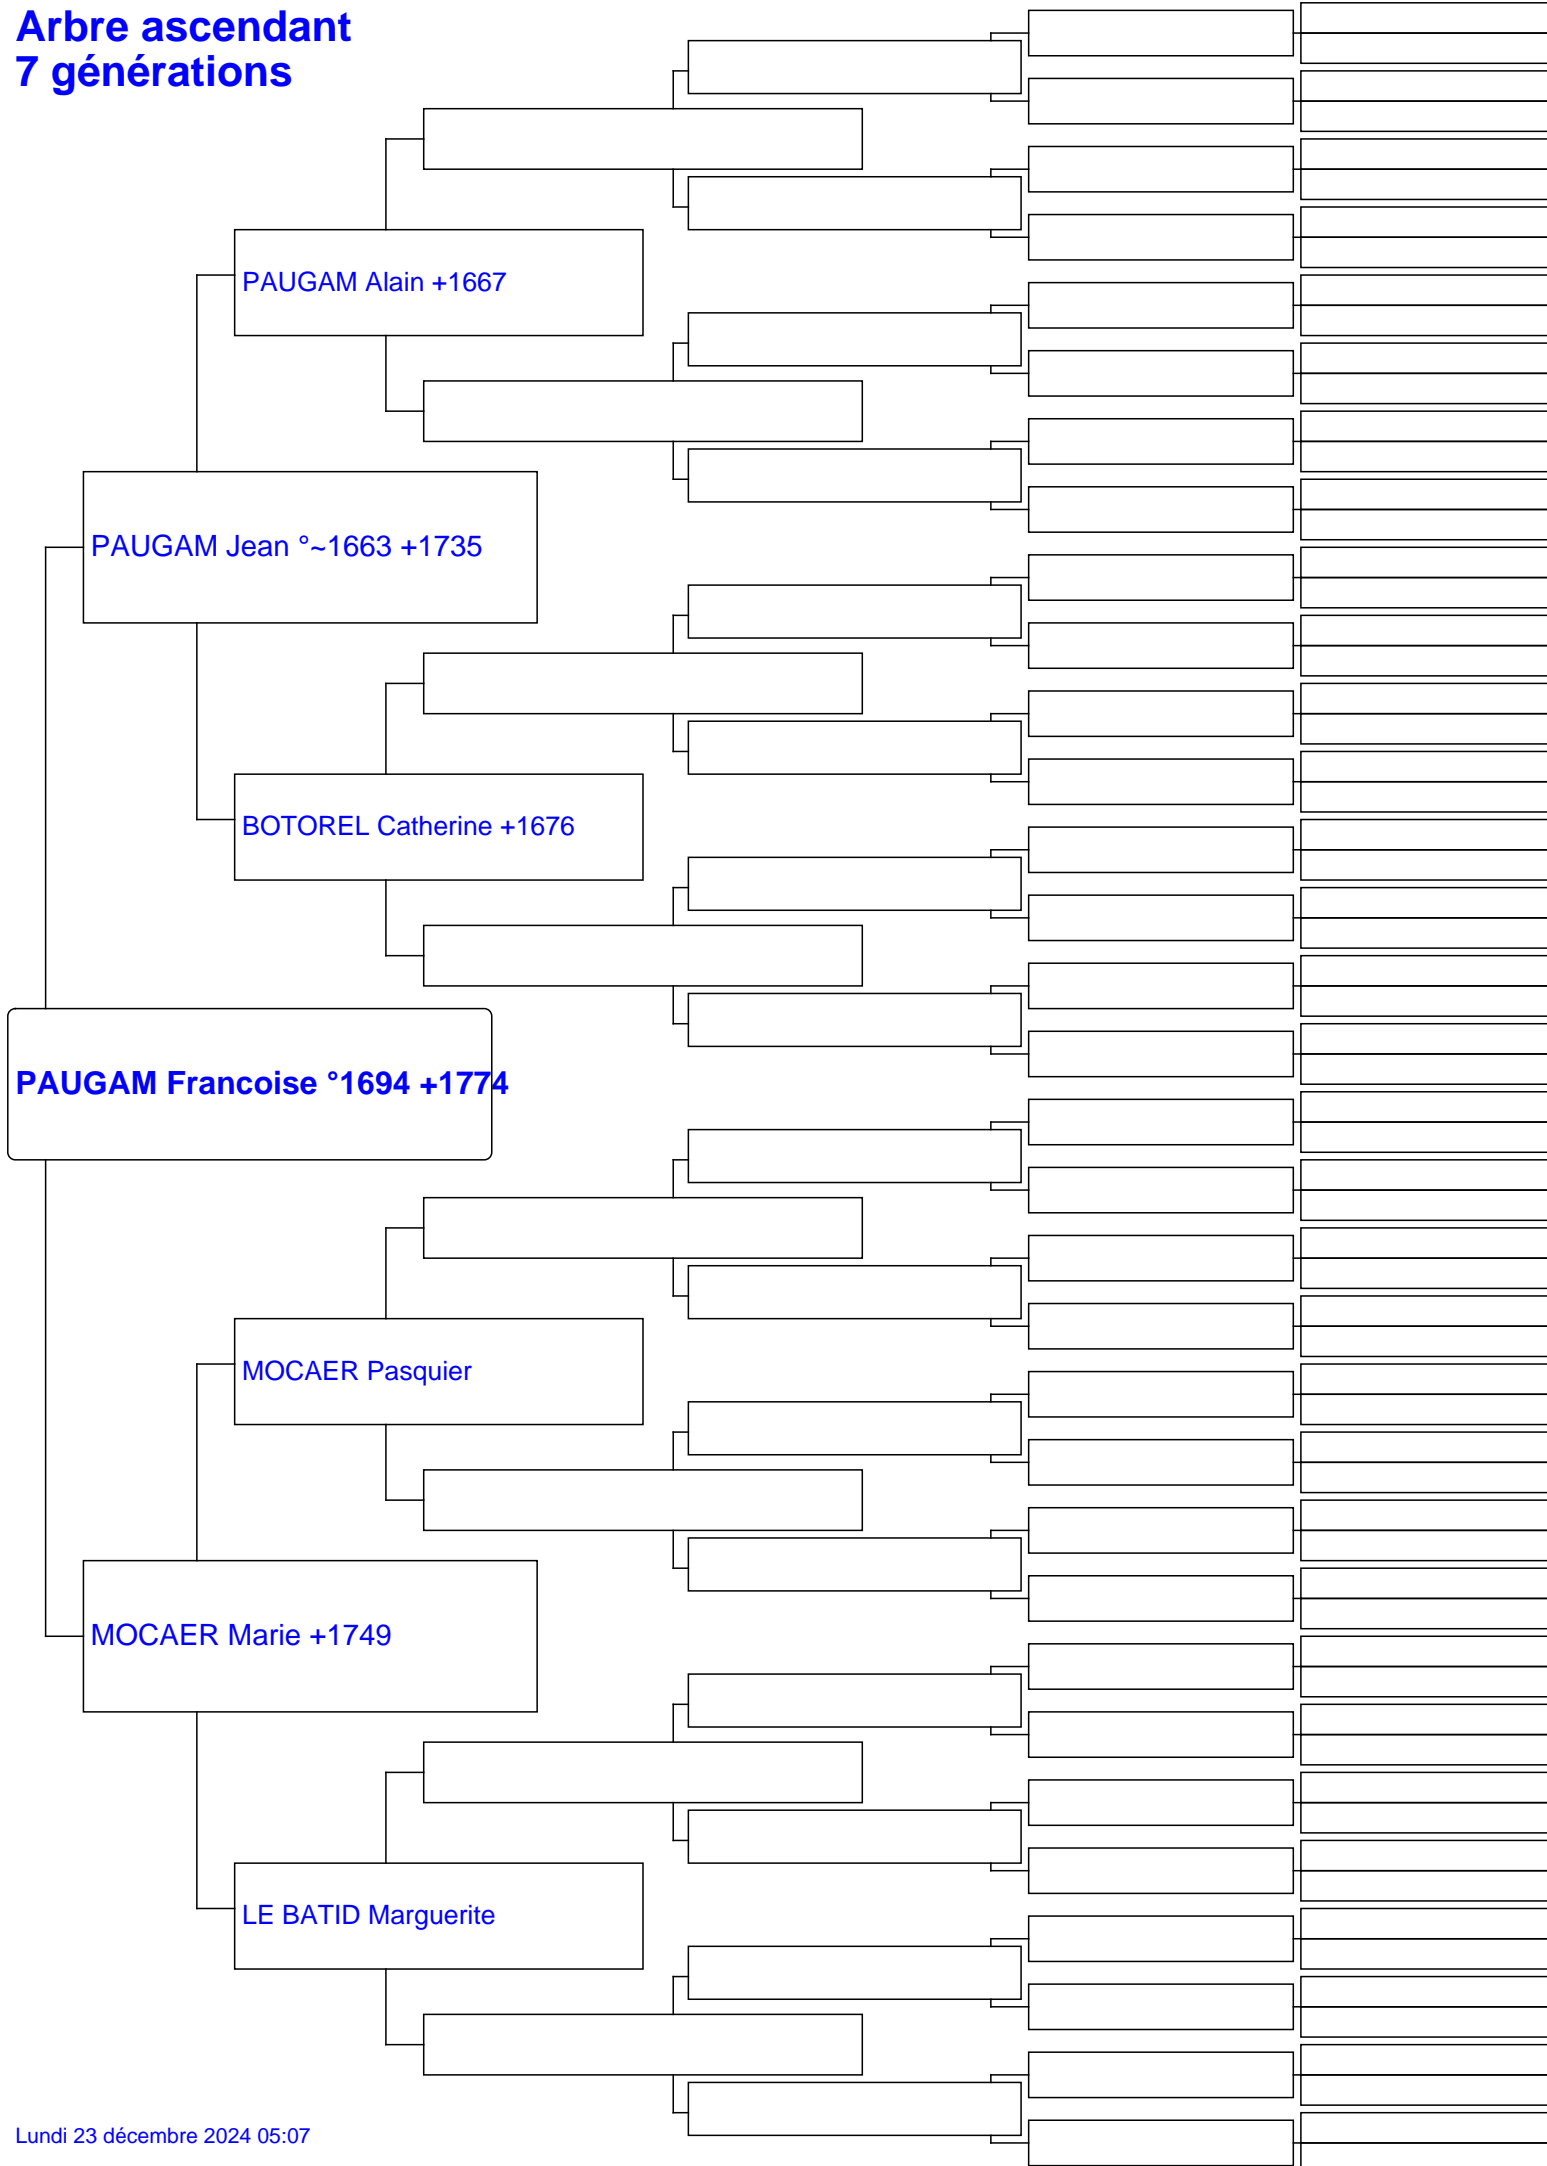 Arbre ascendant
7 générations
PAUGAM Alain +1667
PAUGAM Jean °~1663 +1735
BOTOREL Catherine +1676
PAUGAM Francoise °1694 +1774
MOCAER Pasquier
MOCAER Marie +1749
LE BATID Marguerite
Lundi 23 décembre 2024 05:07